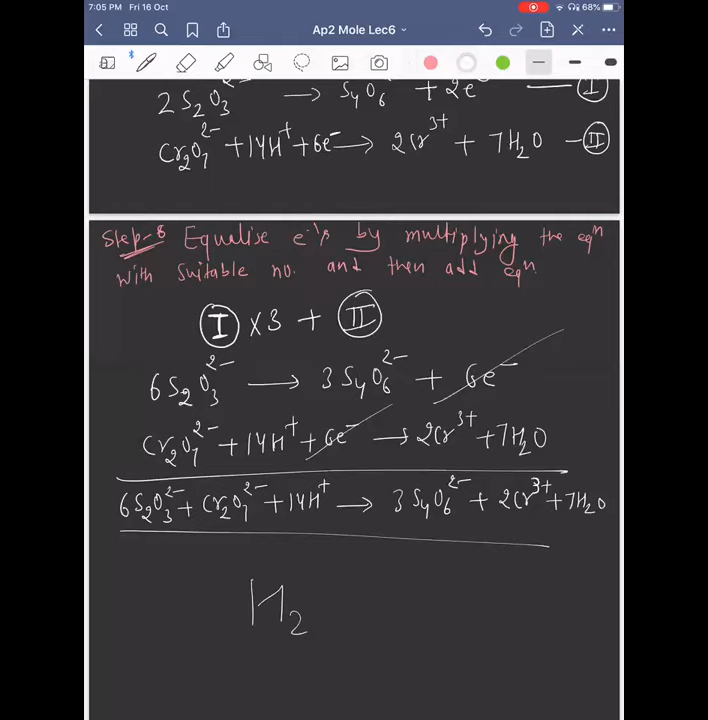 7:05 PM Fri 16 Oct 68%
Ap2 Mole Lec6
2S₂O₃²⁻ → S₄O₆²⁻ + 2e⁻ — Ⓘ
Cr₂O₇²⁻ + 14H⁺ + 6e⁻ → 2Cr³⁺ + 7H₂O — Ⅱ
Step-8 Equalise e⁻'s by multiplying the eqⁿ
with suitable no. and then add eqⁿ.
Ⅰ ×3 + Ⅱ
6S₂O₃²⁻ → 3S₄O₆²⁻ + 6e⁻
Cr₂O₇²⁻ + 14H⁺ + 6e⁻ → 2Cr³⁺ + 7H₂O
6S₂O₃²⁻ + Cr₂O₇²⁻ + 14H⁺ → 3S₄O₆²⁻ + 2Cr³⁺ + 7H₂O
H₂